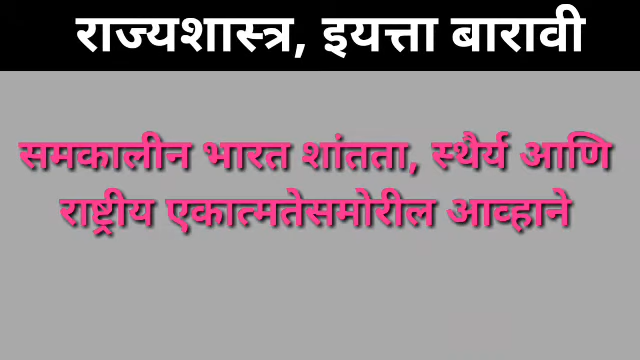 राज्यशास्त्र, इयत्ता बारावी
समकालीन भारत शांतता, स्थैर्य आणि
राष्ट्रीय एकात्मतेसमोरील आव्हाने